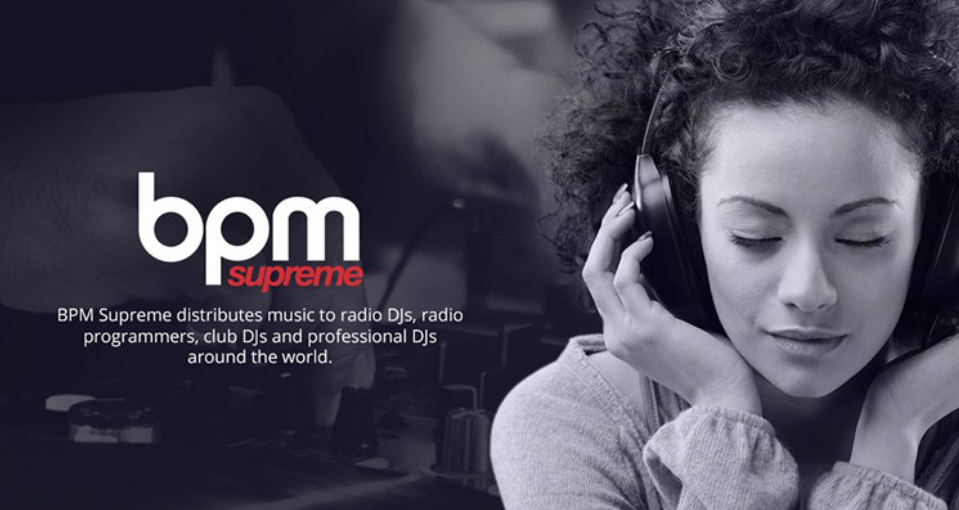 bpm
supreme
BPM Supreme distributes music to radio DJs, radio
programmers, club DJs and professional DJs
around the world.